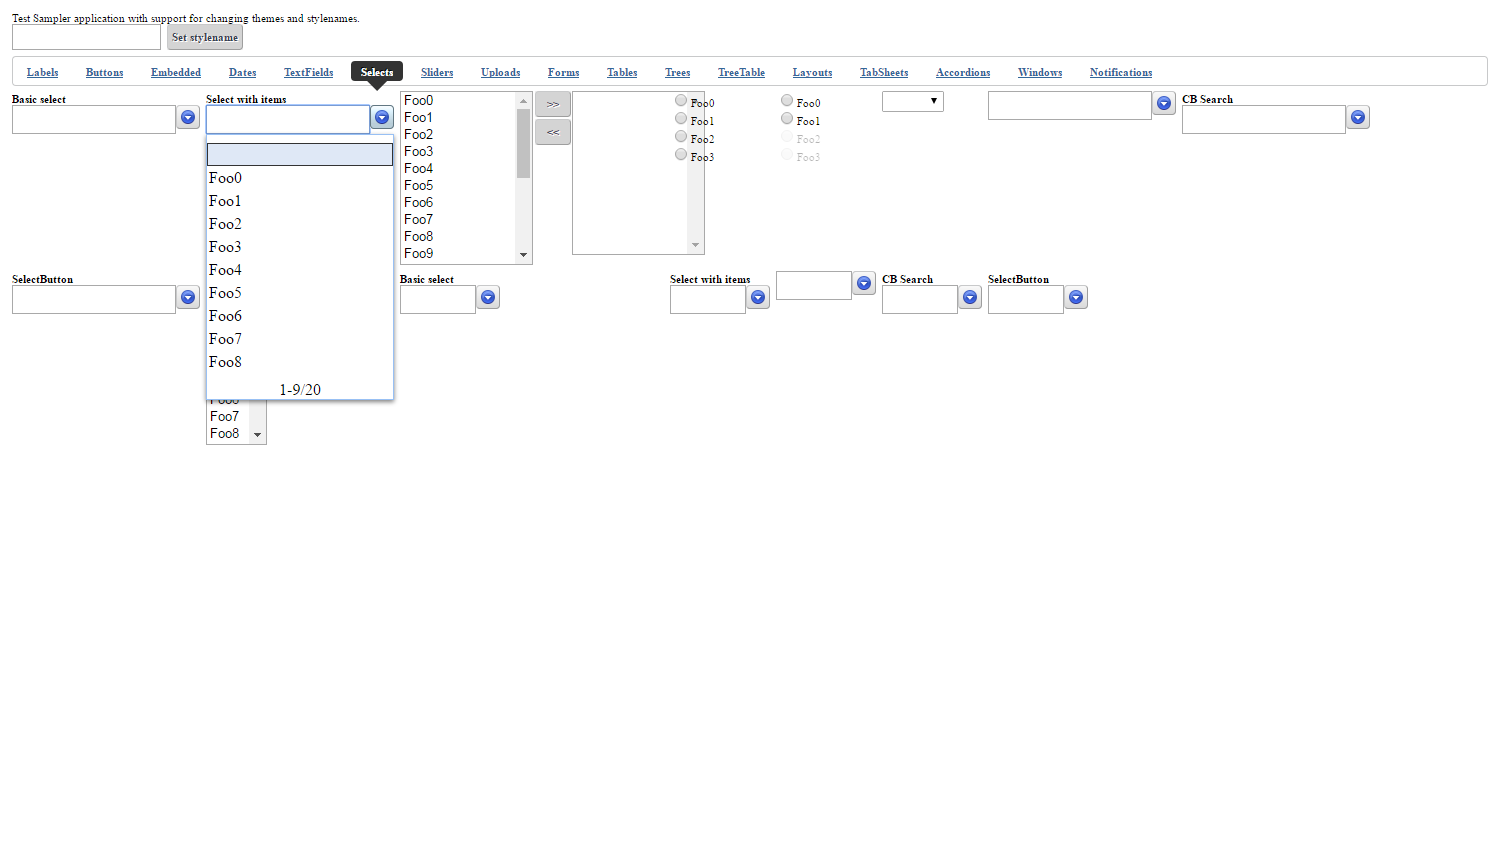 Test Sampler application with support for changing themes and stylenames.
Set stylename
Labels Buttons Embedded Dates TextFields Selects Sliders Uploads Forms Tables Trees TreeTable Layouts TabSheets Accordions Windows Notifications
Basic select
Select with items
Foo0
Foo1
Foo2
Foo3
Foo4
Foo5
Foo6
Foo7
Foo8
1-9/20
Foo0
Foo1
Foo2
Foo3
Foo4
Foo5
Foo6
Foo7
Foo8
Foo9
>>
<<
Foo0
Foo1
Foo2
Foo3
Foo0
Foo1
Foo2
Foo3
CB Search
SelectButton
Foo7
Foo8
Basic select
Select with items
CB Search
SelectButton